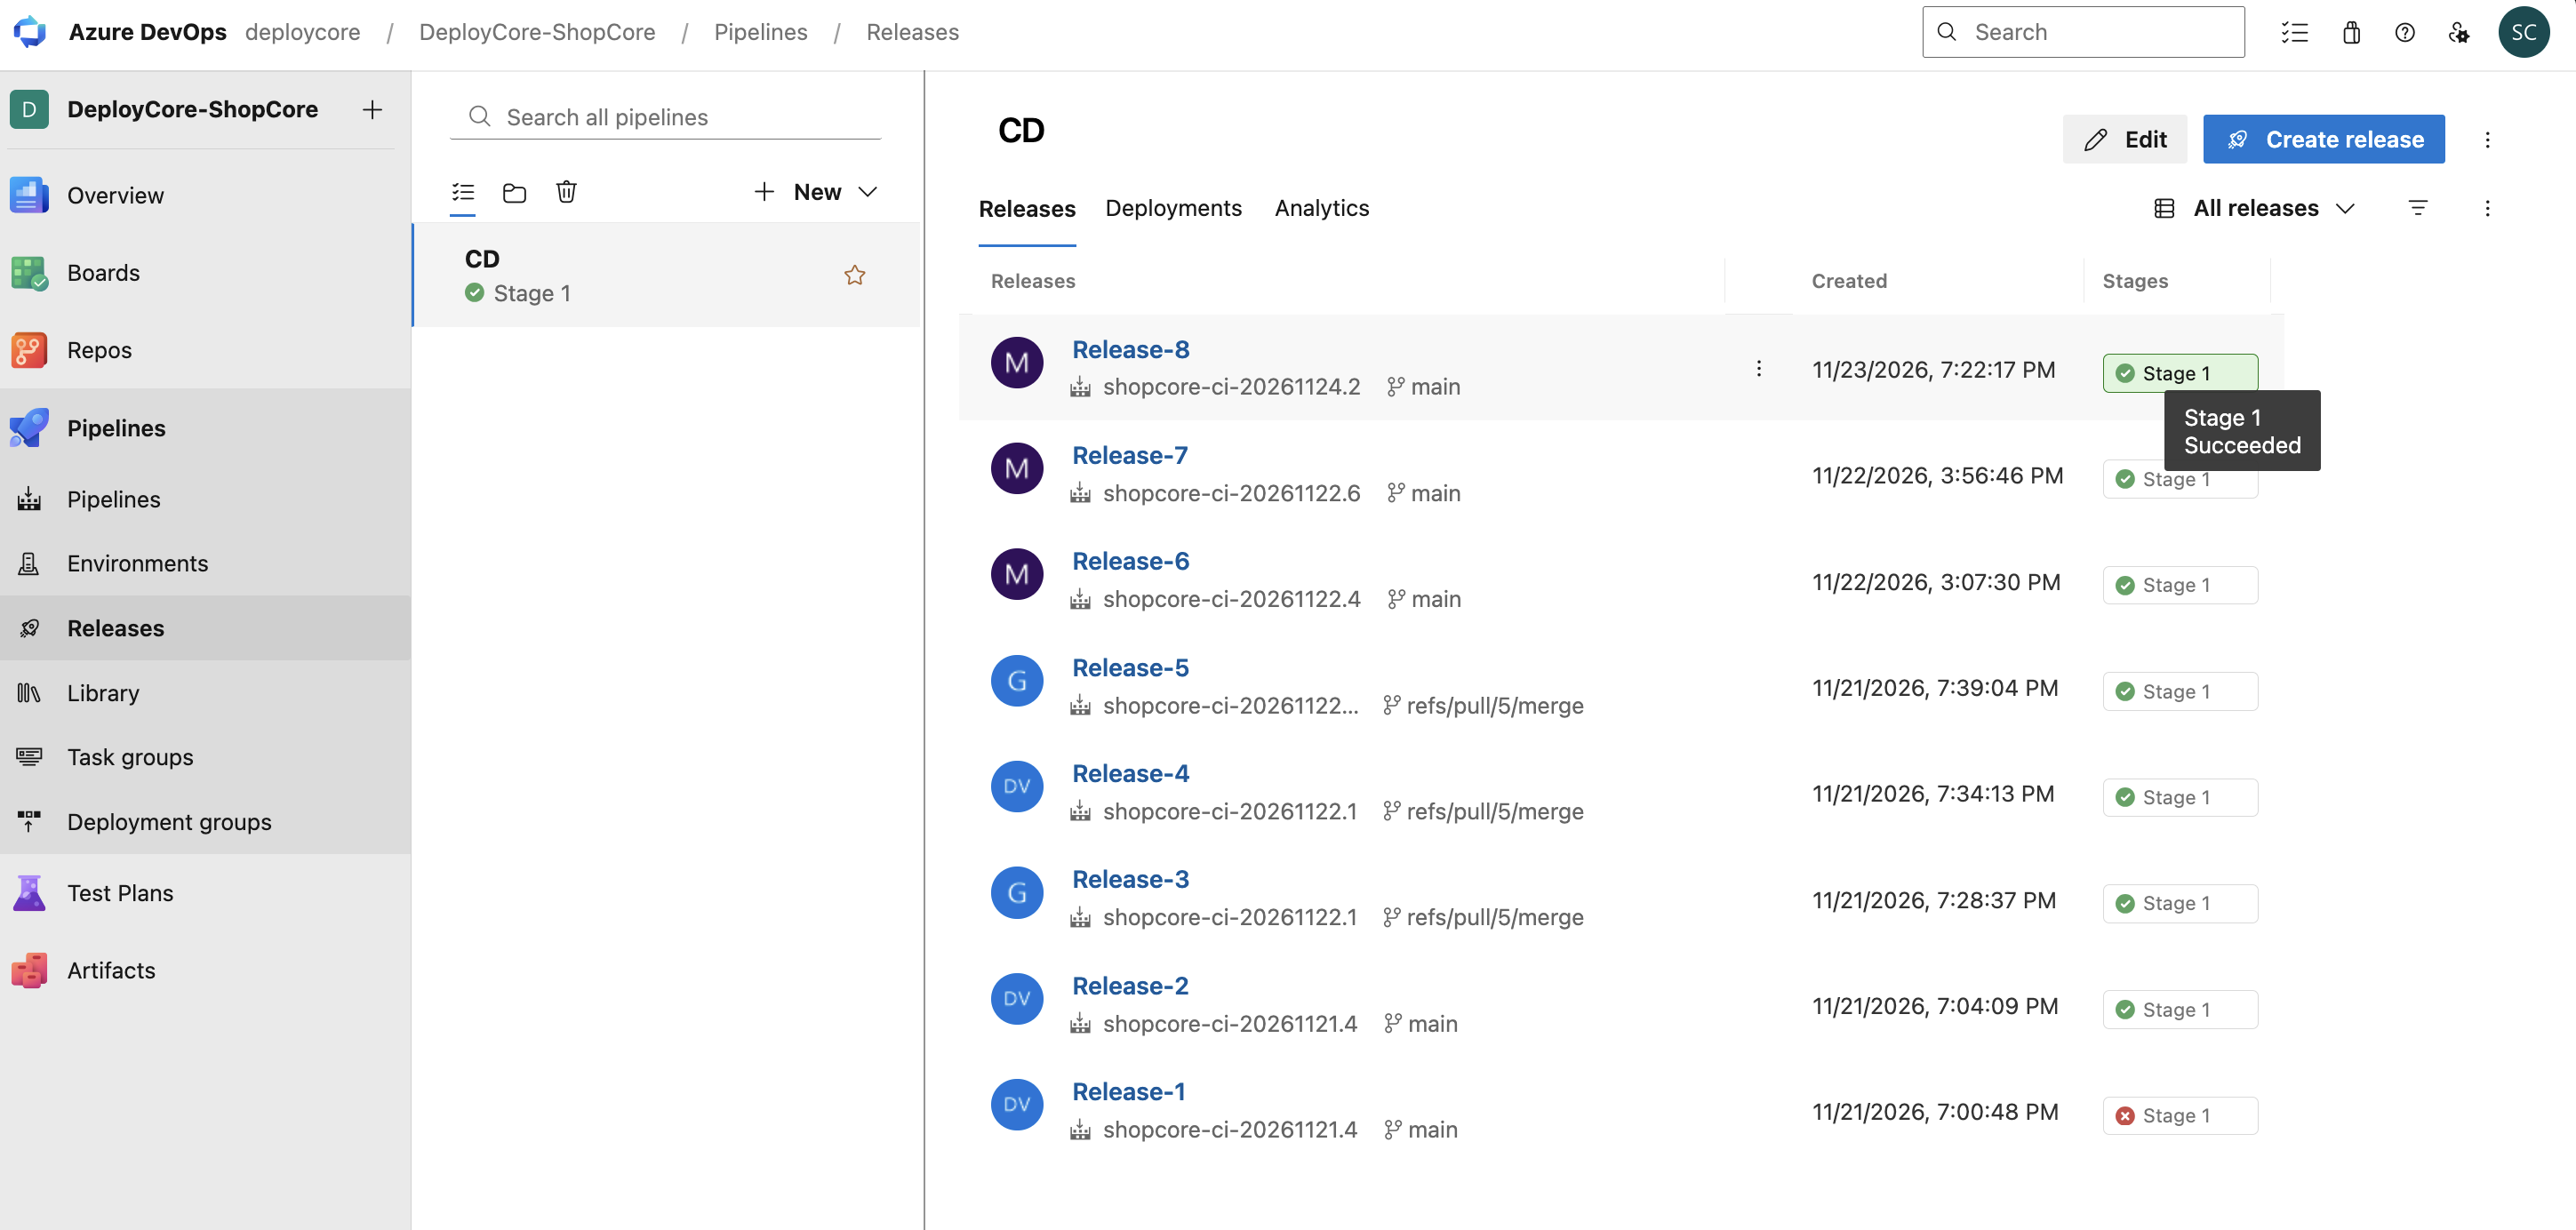 Azure DevOps deploycore / DeployCore-ShopCore / Pipelines / Releases
Search
SC
D DeployCore-ShopCore
Overview
Boards
Repos
Pipelines
Pipelines
Environments
Releases
Library
Task groups
Deployment groups
Test Plans
Artifacts
Search all pipelines
New
CD
Stage 1
CD
Edit
Create release
Releases Deployments Analytics
All releases
Releases Created Stages
M Release-8
shopcore-ci-20261124.2 main
11/23/2026, 7:22:17 PM
Stage 1
Stage 1
Succeeded
M Release-7
shopcore-ci-20261122.6 main
11/22/2026, 3:56:46 PM
Stage 1
M Release-6
shopcore-ci-20261122.4 main
11/22/2026, 3:07:30 PM
Stage 1
G Release-5
shopcore-ci-20261122... refs/pull/5/merge
11/21/2026, 7:39:04 PM
Stage 1
DV Release-4
shopcore-ci-20261122.1 refs/pull/5/merge
11/21/2026, 7:34:13 PM
Stage 1
G Release-3
shopcore-ci-20261122.1 refs/pull/5/merge
11/21/2026, 7:28:37 PM
Stage 1
DV Release-2
shopcore-ci-20261121.4 main
11/21/2026, 7:04:09 PM
Stage 1
DV Release-1
shopcore-ci-20261121.4 main
11/21/2026, 7:00:48 PM
Stage 1